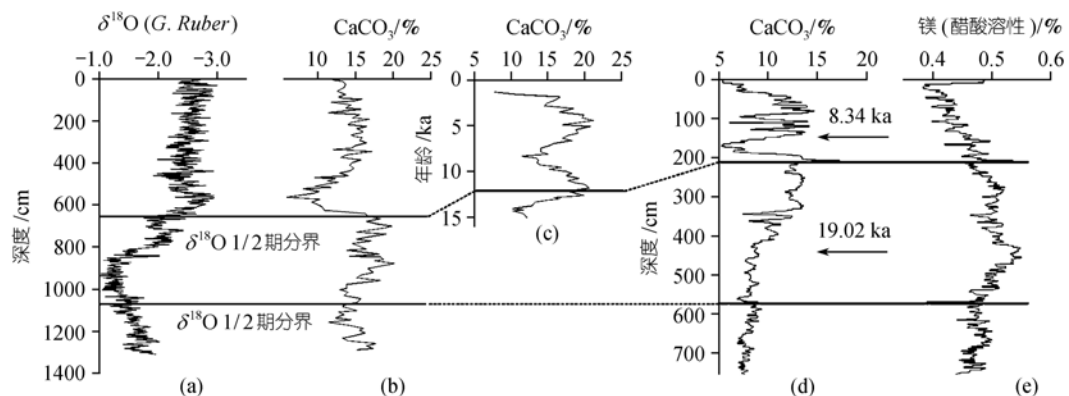 δ¹⁸O (G. Ruber)
−1.0 −2.0 −3.0
CaCO₃/%
10 15 20 25
CaCO₃/%
5 10 15 20 25
CaCO₃/%
5 10 15 20
镁(醋酸溶性)/%
0.4 0.5 0.6
深度/cm
0
200
400
600
800
1000
1200
1400
δ¹⁸O 1/2期分界
δ¹⁸O 1/2期分界
(a)
(b)
年龄/ka
0
5
10
15
(c)
深度/cm
0
100
200
300
400
500
600
700
8.34 ka
19.02 ka
(d)
(e)